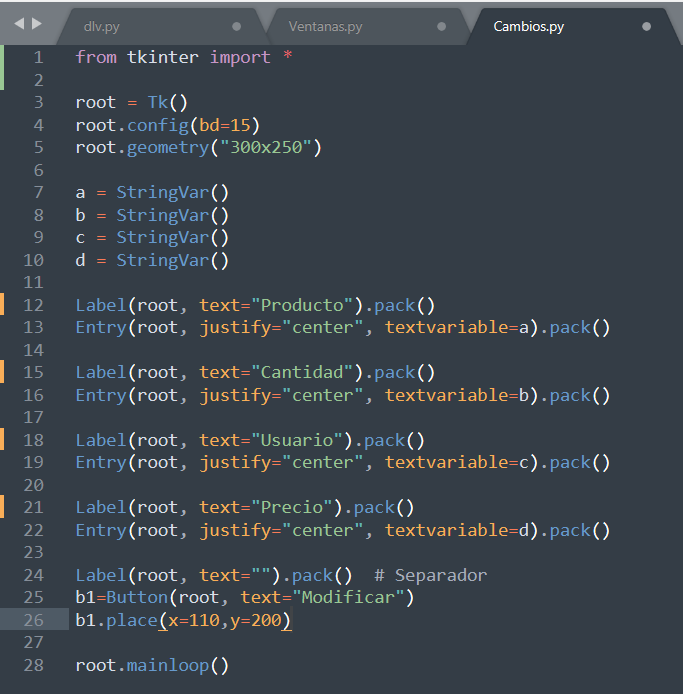 dlv.py Ventanas.py Cambios.py
1 from tkinter import *
2
3 root = Tk()
4 root.config(bd=15)
5 root.geometry("300x250")
6
7 a = StringVar()
8 b = StringVar()
9 c = StringVar()
10 d = StringVar()
11
12 Label(root, text="Producto").pack()
13 Entry(root, justify="center", textvariable=a).pack()
14
15 Label(root, text="Cantidad").pack()
16 Entry(root, justify="center", textvariable=b).pack()
17
18 Label(root, text="Usuario").pack()
19 Entry(root, justify="center", textvariable=c).pack()
20
21 Label(root, text="Precio").pack()
22 Entry(root, justify="center", textvariable=d).pack()
23
24 Label(root, text="").pack()  # Separador
25 b1=Button(root, text="Modificar")
26 b1.place(x=110,y=200)
27
28 root.mainloop()